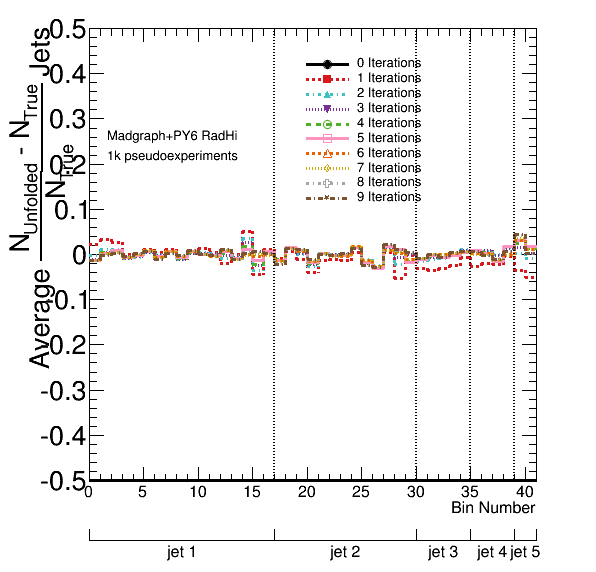 0.5
0.4
0.3
0.2
0.1
0
-0.1
-0.2
-0.3
-0.4
-0.5
Average N_Unfolded - N_True Jets
N_True
0 Iterations
1 Iterations
2 Iterations
3 Iterations
4 Iterations
5 Iterations
6 Iterations
7 Iterations
8 Iterations
9 Iterations
Madgraph+PY6 RadHi
1k pseudoexperiments
0 5 10 15 20 25 30 35 40
Bin Number
jet 1 jet 2 jet 3 jet 4 jet 5